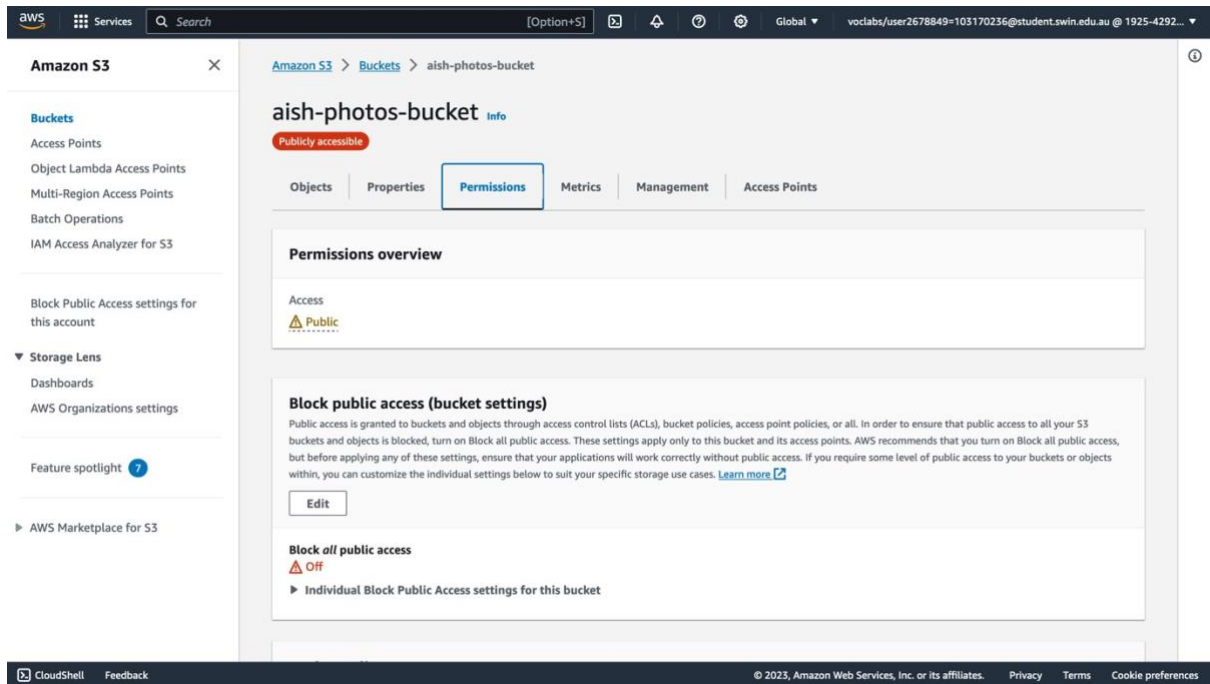 aws Services Search [Option+S] Global voclabs/user2678849=103170236@student.swin.edu.au @ 1925-4292...
Amazon S3
Buckets
Access Points
Object Lambda Access Points
Multi-Region Access Points
Batch Operations
IAM Access Analyzer for S3
Block Public Access settings for
this account
Storage Lens
Dashboards
AWS Organizations settings
Feature spotlight 7
AWS Marketplace for S3
Amazon S3 > Buckets > aish-photos-bucket
aish-photos-bucket Info
Publicly accessible
Objects Properties Permissions Metrics Management Access Points
Permissions overview
Access
Public
Block public access (bucket settings)
Public access is granted to buckets and objects through access control lists (ACLs), bucket policies, access point policies, or all. In order to ensure that public access to all your S3
buckets and objects is blocked, turn on Block all public access. These settings apply only to this bucket and its access points. AWS recommends that you turn on Block all public access,
but before applying any of these settings, ensure that your applications will work correctly without public access. If you require some level of public access to your buckets or objects
within, you can customize the individual settings below to suit your specific storage use cases. Learn more
Edit
Block all public access
Off
Individual Block Public Access settings for this bucket
CloudShell Feedback © 2023, Amazon Web Services, Inc. or its affiliates. Privacy Terms Cookie preferences